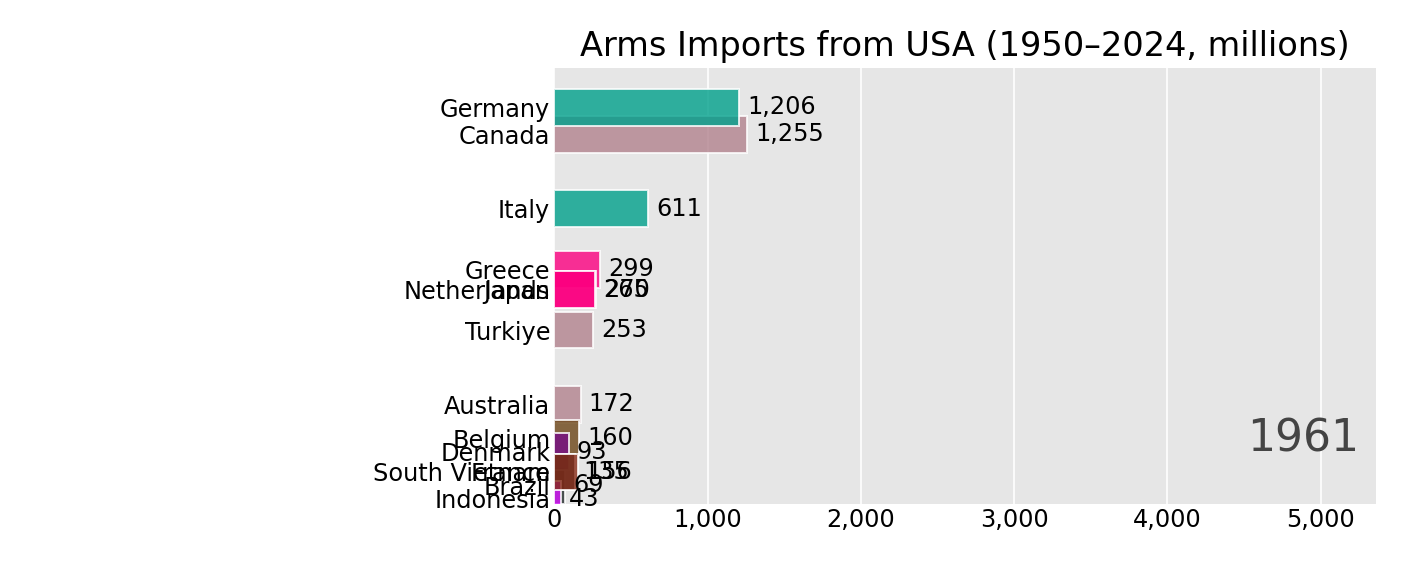 Arms Imports from USA (1950–2024, millions)
Germany 1,206
Canada 1,255
Italy 611
Greece 299
Netherlands
Japan
Turkiye 253
Australia 172
Belgium 160
Denmark 93
South Vietnam
France
Brazil 69
Indonesia 43
1961
0 1,000 2,000 3,000 4,000 5,000